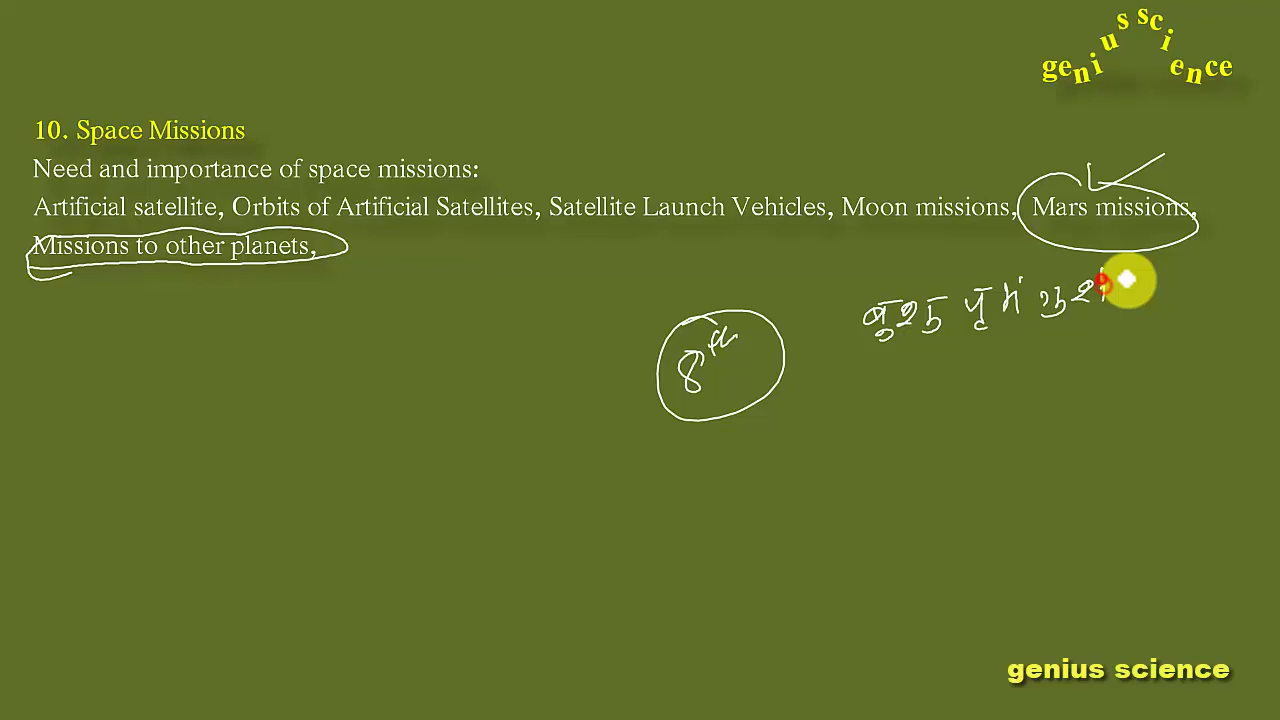 genius science
10. Space Missions
Need and importance of space missions:
Artificial satellite, Orbits of Artificial Satellites, Satellite Launch Vehicles, Moon missions, Mars missions,
Missions to other planets,
8th
genius science